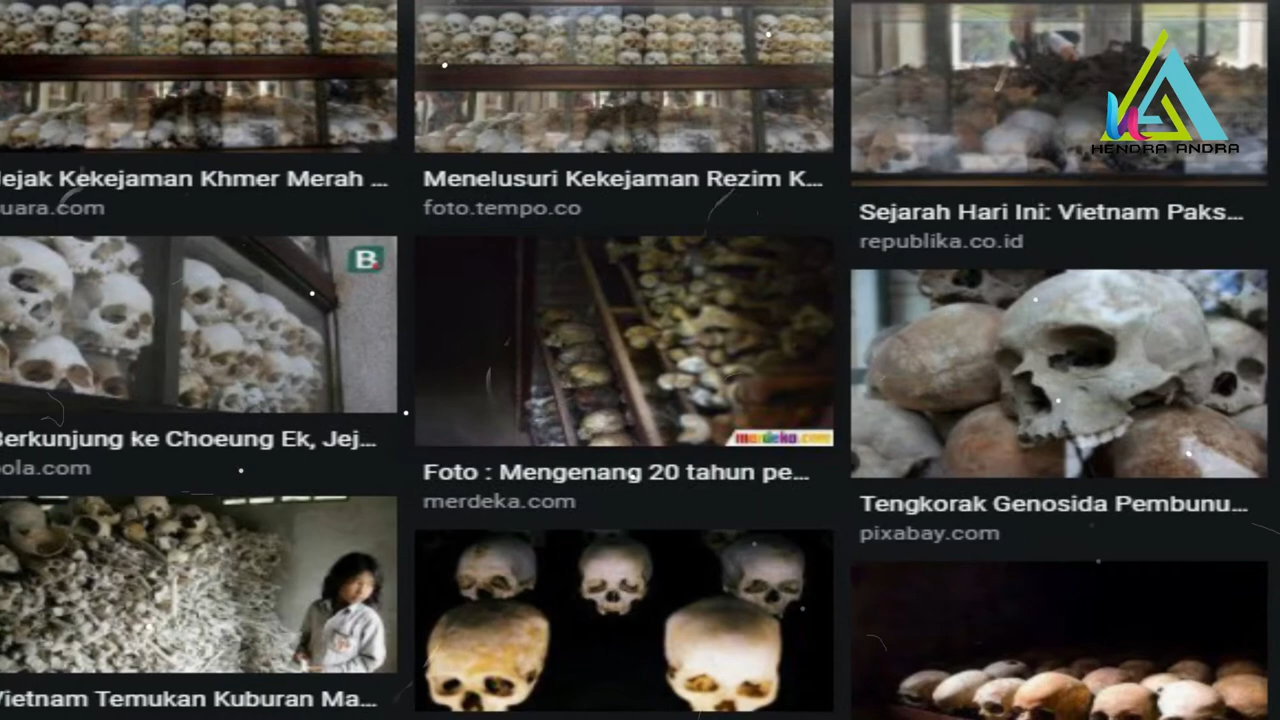 HENDRA ANDRA
Jejak Kekejaman Khmer Merah ...
uara.com
Menelusuri Kekejaman Rezim K...
foto.tempo.co
Sejarah Hari Ini: Vietnam Paks...
republika.co.id
B
Berkunjung ke Choeung Ek, Jej...
ola.com
merdeka.com
Foto : Mengenang 20 tahun pe...
merdeka.com
Tengkorak Genosida Pembunu...
pixabay.com
Vietnam Temukan Kuburan Ma...